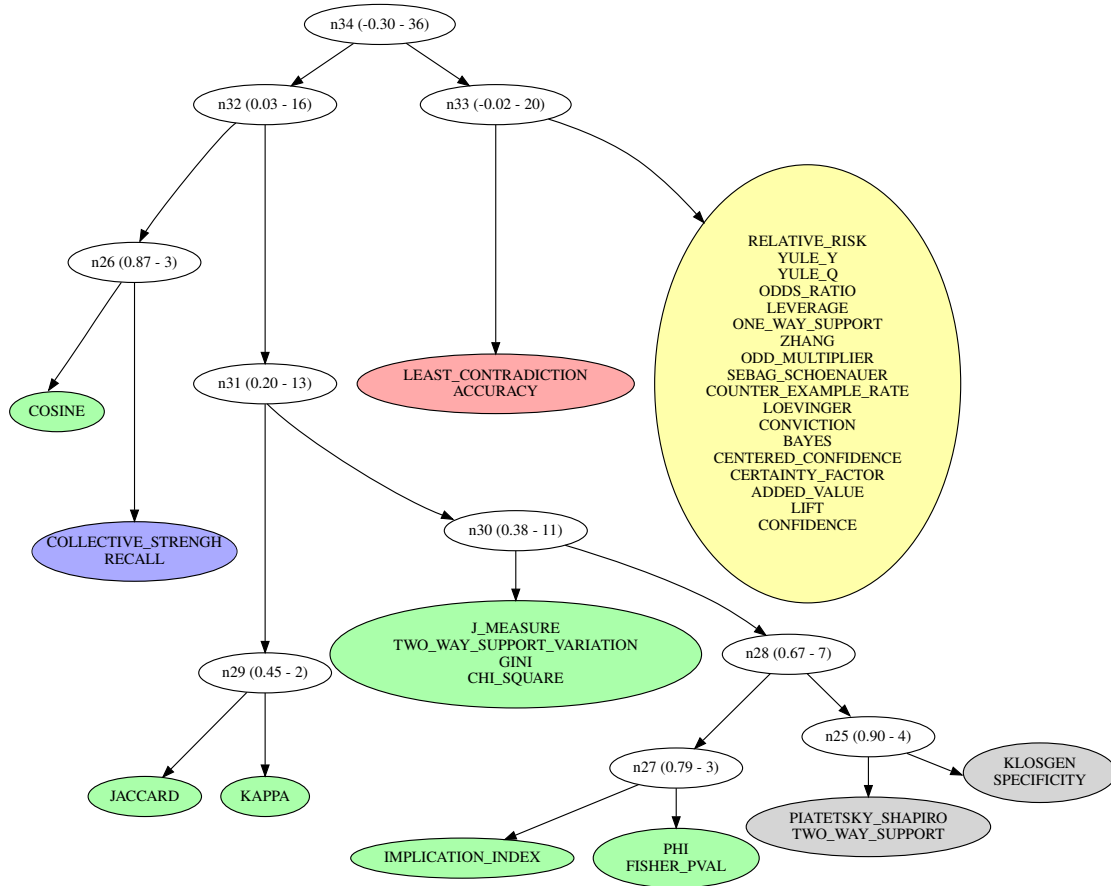 n34 (-0.30 - 36)
n32 (0.03 - 16)
n33 (-0.02 - 20)
n26 (0.87 - 3)
RELATIVE_RISK
YULE_Y
YULE_Q
ODDS_RATIO
LEVERAGE
ONE_WAY_SUPPORT
ZHANG
ODD_MULTIPLIER
SEBAG_SCHOENAUER
COUNTER_EXAMPLE_RATE
LOEVINGER
CONVICTION
BAYES
CENTERED_CONFIDENCE
CERTAINTY_FACTOR
ADDED_VALUE
LIFT
CONFIDENCE
n31 (0.20 - 13)
LEAST_CONTRADICTION
ACCURACY
COSINE
COLLECTIVE_STRENGH
RECALL
n30 (0.38 - 11)
J_MEASURE
TWO_WAY_SUPPORT_VARIATION
GINI
CHI_SQUARE
n28 (0.67 - 7)
n29 (0.45 - 2)
n25 (0.90 - 4)
n27 (0.79 - 3)
KLOSGEN
SPECIFICITY
JACCARD
KAPPA
PIATETSKY_SHAPIRO
TWO_WAY_SUPPORT
IMPLICATION_INDEX
PHI
FISHER_PVAL